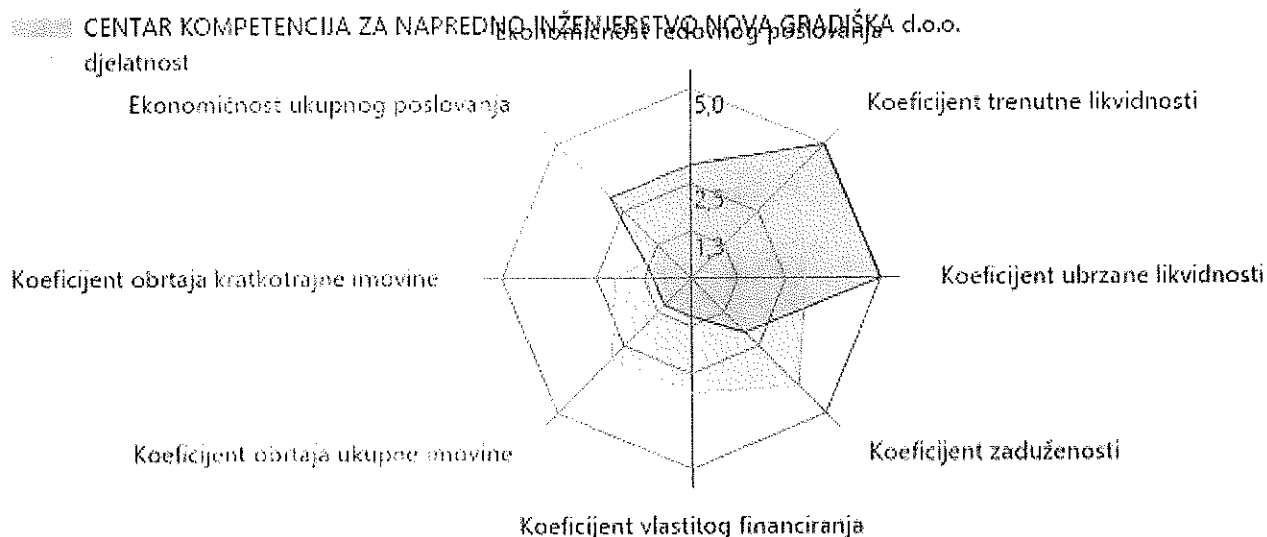 CENTAR KOMPETENCIJA ZA NAPREDNO INŽENJERSTVO NOVA GRADIŠKA d.o.o.
djelatnost
Ekonomičnost redovnog poslovanja
Ekonomičnost ukupnog poslovanja
Koeficijent trenutne likvidnosti
5,0
2,5
1,3
Koeficijent obrtaja kratkotrajne imovine
Koeficijent ubrzane likvidnosti
Koeficijent obrtaja ukupne imovine
Koeficijent zaduženosti
Koeficijent vlastitog financiranja